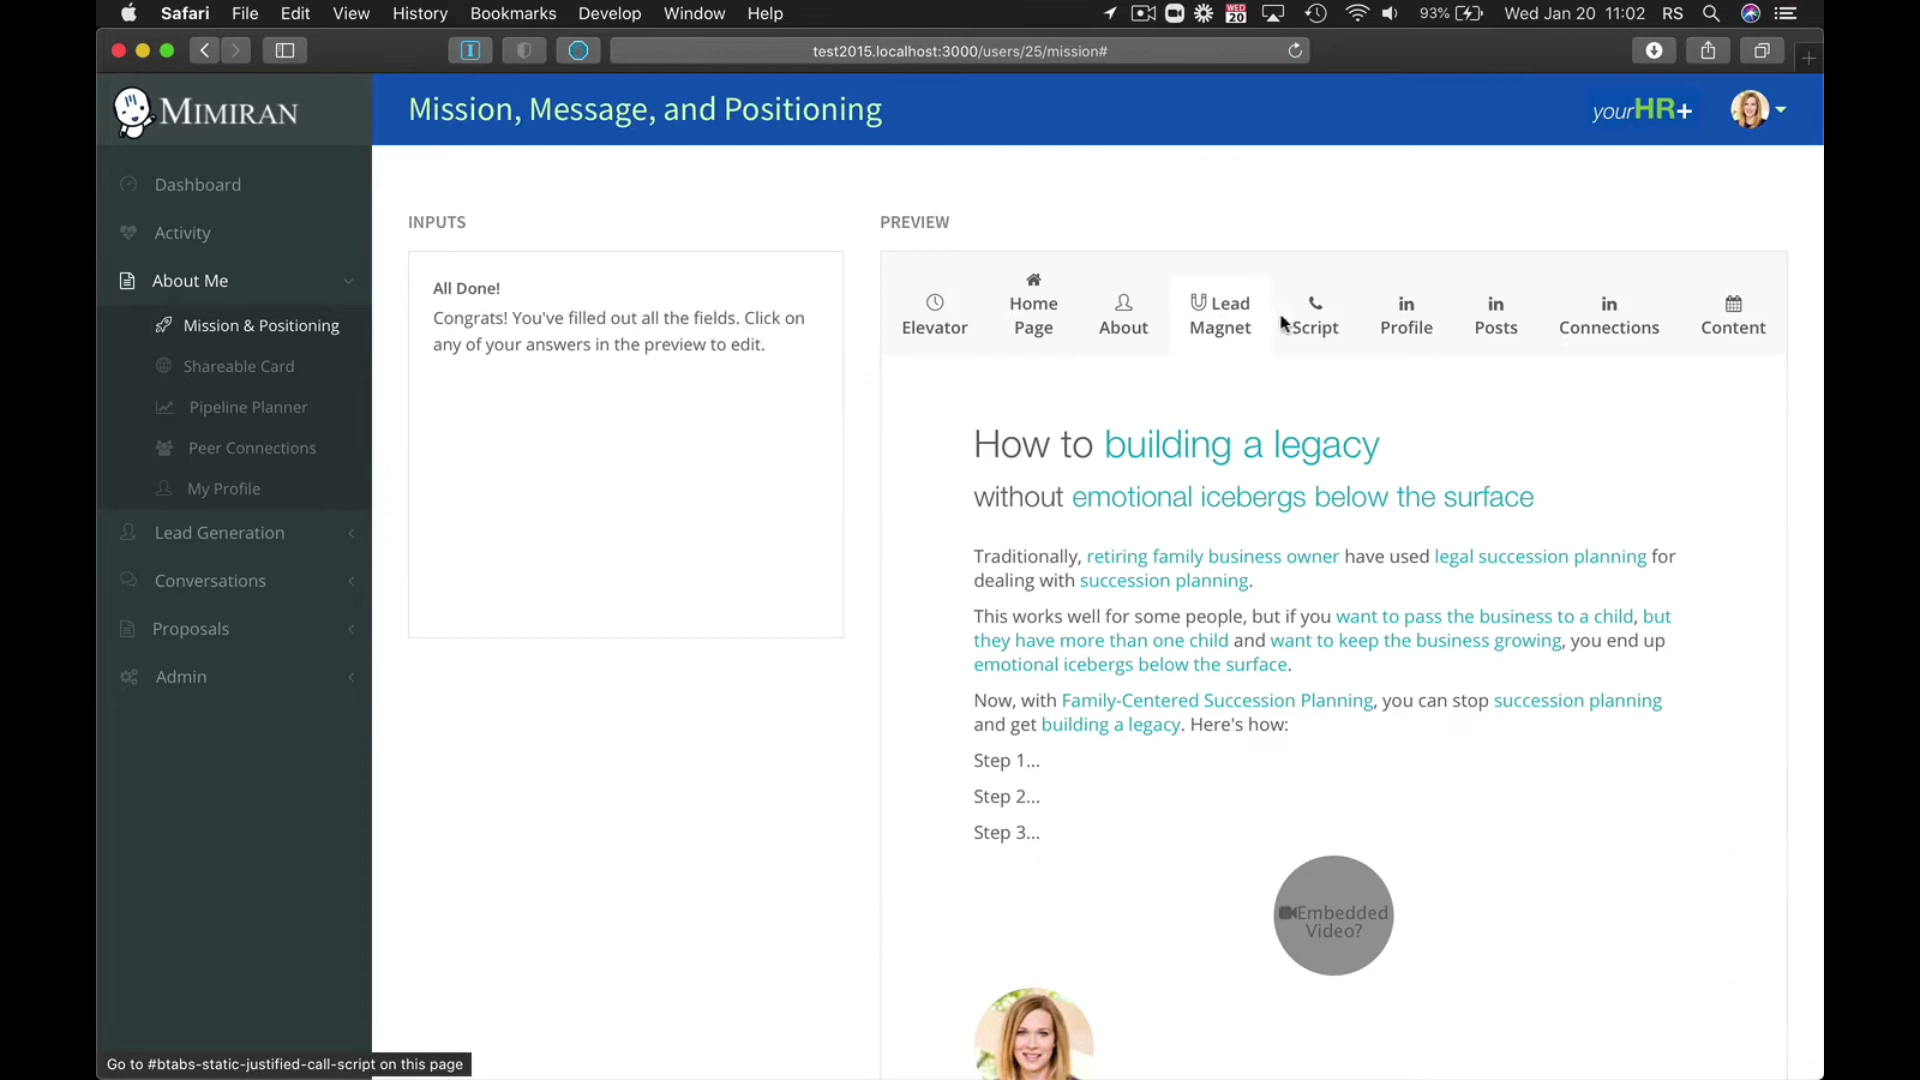 Safari File Edit View History Bookmarks Develop Window Help WED 20 93% Wed Jan 20 11:02 RS
test2015.localhost:3000/users/25/mission#
MIMIRAN
Mission, Message, and Positioning
yourHR+
Dashboard
Activity
About Me
Mission & Positioning
Shareable Card
Pipeline Planner
Peer Connections
My Profile
Lead Generation
Conversations
Proposals
Admin
INPUTS
All Done!
Congrats! You've filled out all the fields. Click on
any of your answers in the preview to edit.
PREVIEW
Elevator
Home
Page
About
Lead
Magnet
Script
Profile
Posts
Connections
Content
How to building a legacy
without emotional icebergs below the surface
Traditionally, retiring family business owner have used legal succession planning for
dealing with succession planning.
This works well for some people, but if you want to pass the business to a child, but
they have more than one child and want to keep the business growing, you end up
emotional icebergs below the surface.
Now, with Family-Centered Succession Planning, you can stop succession planning
and get building a legacy. Here's how:
Step 1...
Step 2...
Step 3...
Embedded
Video?
Go to #btabs-static-justified-call-script on this page